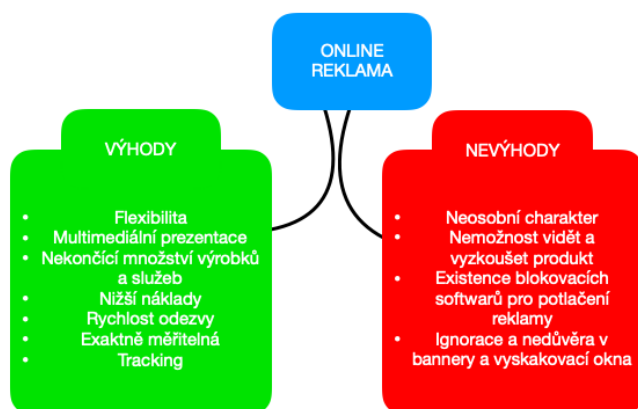 ONLINE
REKLAMA
VÝHODY
• Flexibilita
• Multimediální prezentace
• Nekončící množství výrobků
a služeb
• Nižší náklady
• Rychlost odezvy
• Exaktně měřitelná
• Tracking
NEVÝHODY
• Neosobní charakter
• Nemožnost vidět a
vyzkoušet produkt
• Existence blokovacích
softwarů pro potlačení
reklamy
• Ignorace a nedůvěra v
bannery a vyskakovací okna